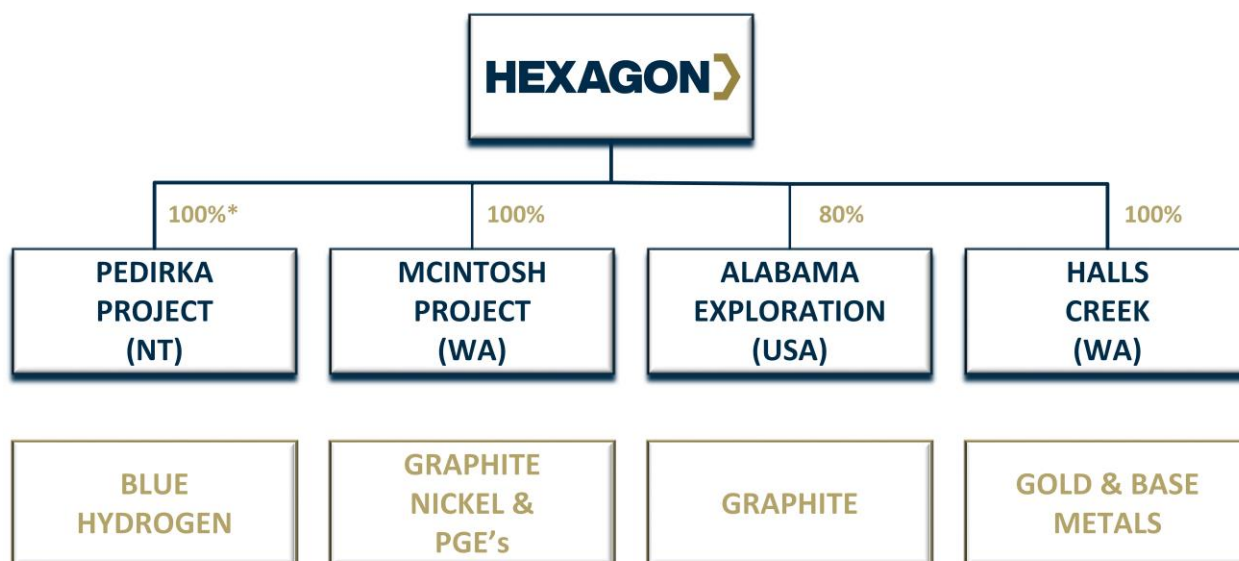 HEXAGON
100%*
100%
80%
100%
PEDIRKA
PROJECT
(NT)
MCINTOSH
PROJECT
(WA)
ALABAMA
EXPLORATION
(USA)
HALLS
CREEK
(WA)
BLUE
HYDROGEN
GRAPHITE
NICKEL &
PGE’s
GRAPHITE
GOLD & BASE
METALS